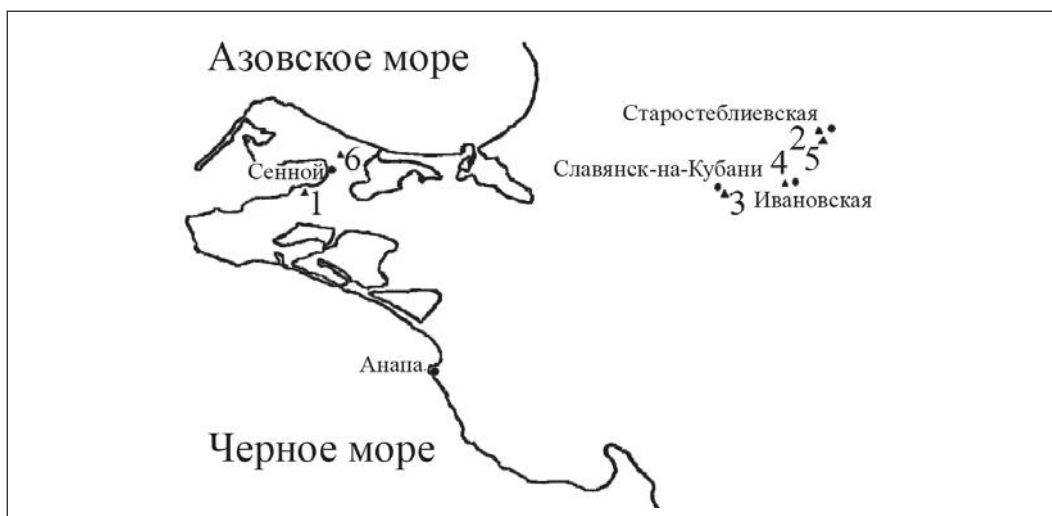 Азовское море
Старостеблиевская
2
5
6
Сенной
4
Славянск-на-Кубани
1
3
Ивановская
Анапа
Черное море